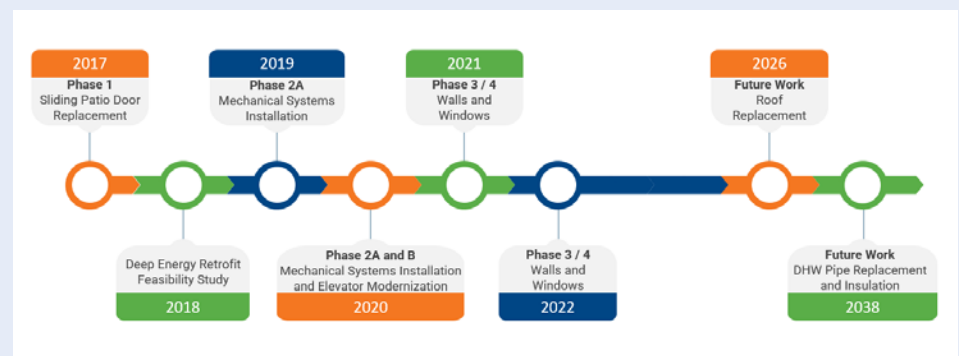 2017
Phase 1
Sliding Patio Door
Replacement
2019
Phase 2A
Mechanical Systems
Installation
2021
Phase 3 / 4
Walls and
Windows
2026
Future Work
Roof
Replacement
Deep Energy Retrofit
Feasibility Study
2018
Phase 2A and B
Mechanical Systems Installation
and Elevator Modernization
2020
Phase 3 / 4
Walls and
Windows
2022
Future Work
DHW Pipe Replacement
and Insulation
2038